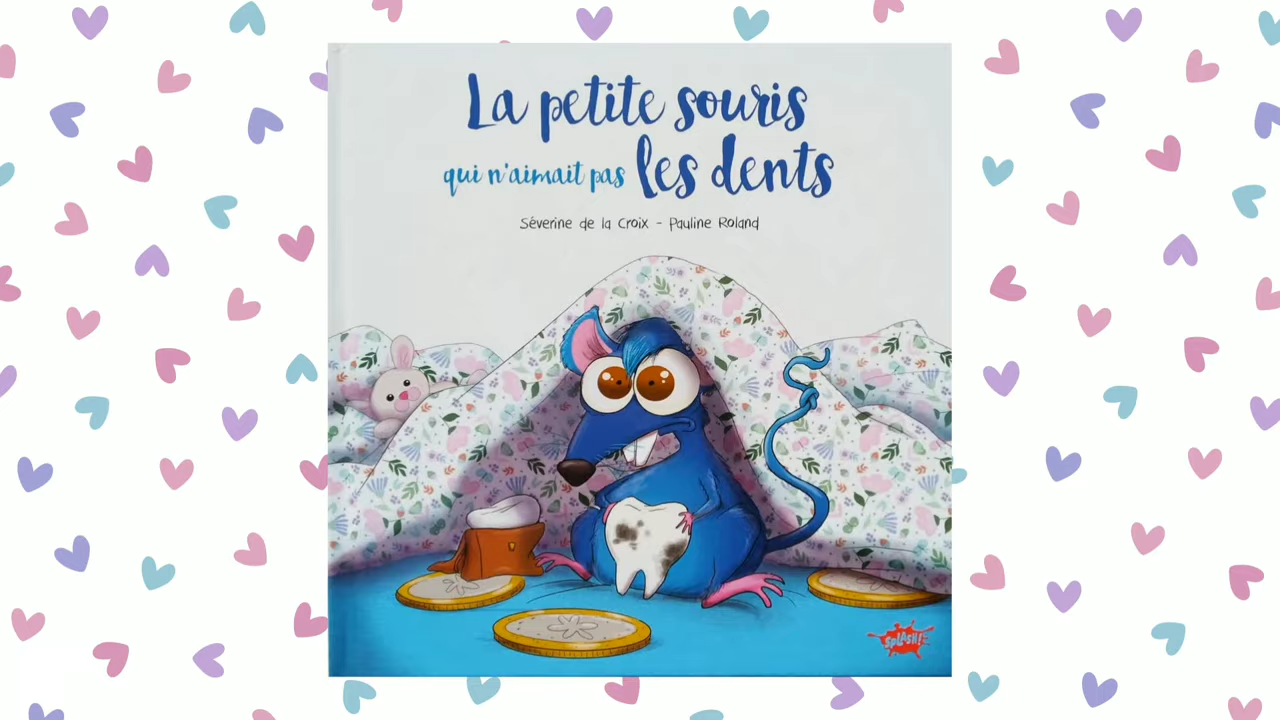 La petite souris
qui n'aimait pas les dents
Séverine de la Croix - Pauline Roland
SPLASH!